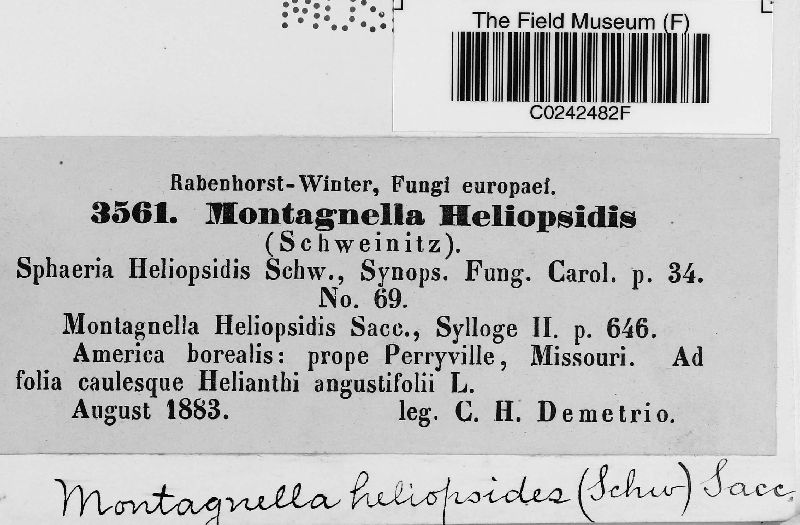 The Field Museum (F)
C0242482F
Rabenhorst-Winter, Fungi europaei.
3561. Montagnella Heliopsidis
(Schweinitz).
Sphaeria Heliopsidis Schw., Synops. Fung. Carol. p. 34.
No. 69.
Montagnella Heliopsidis Sacc., Sylloge II. p. 646.
America borealis: prope Perryville, Missouri. Ad
folia caulesque Helianthi angustifolii L.
August 1883. leg. C. H. Demetrio.
Montagnella heliopsides (Schw) Sacc.